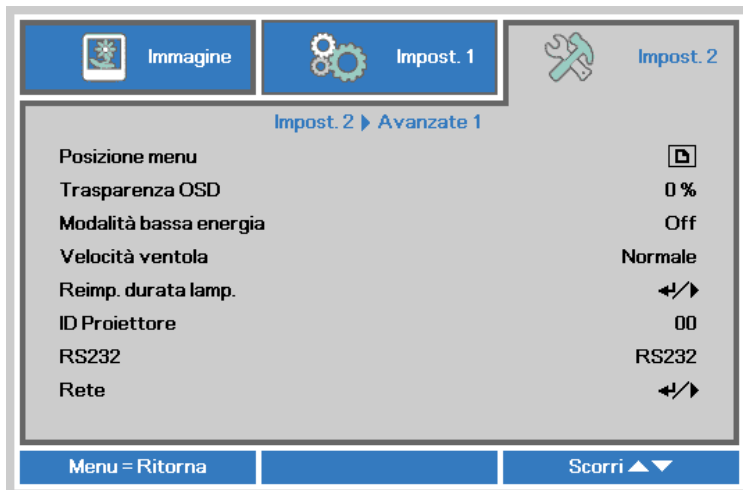 Immagine
Impost. 1
Impost. 2
Impost. 2 ▶ Avanzate 1
Posizione menu
Trasparenza OSD 0 %
Modalità bassa energia Off
Velocità ventola Normale
Reimp. durata lamp. ↵/▶
ID Proiettore 00
RS232 RS232
Rete ↵/▶
Menu = Ritorna
Scorri ▲▼